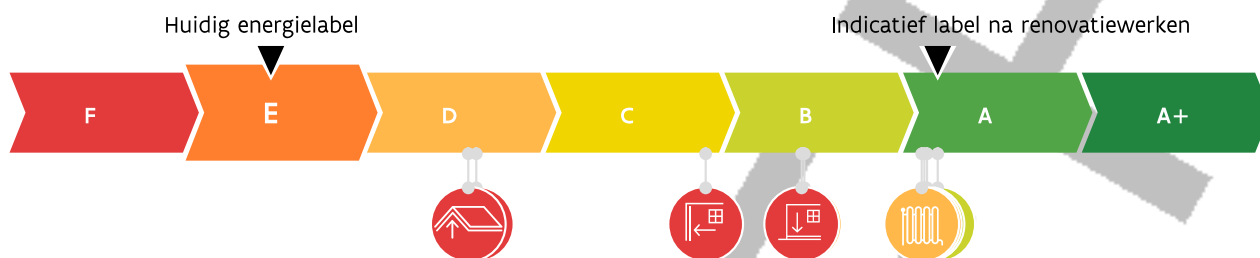 Huidig energielabel
Indicatief label na renovatiewerken
F
E
D
C
B
A
A+